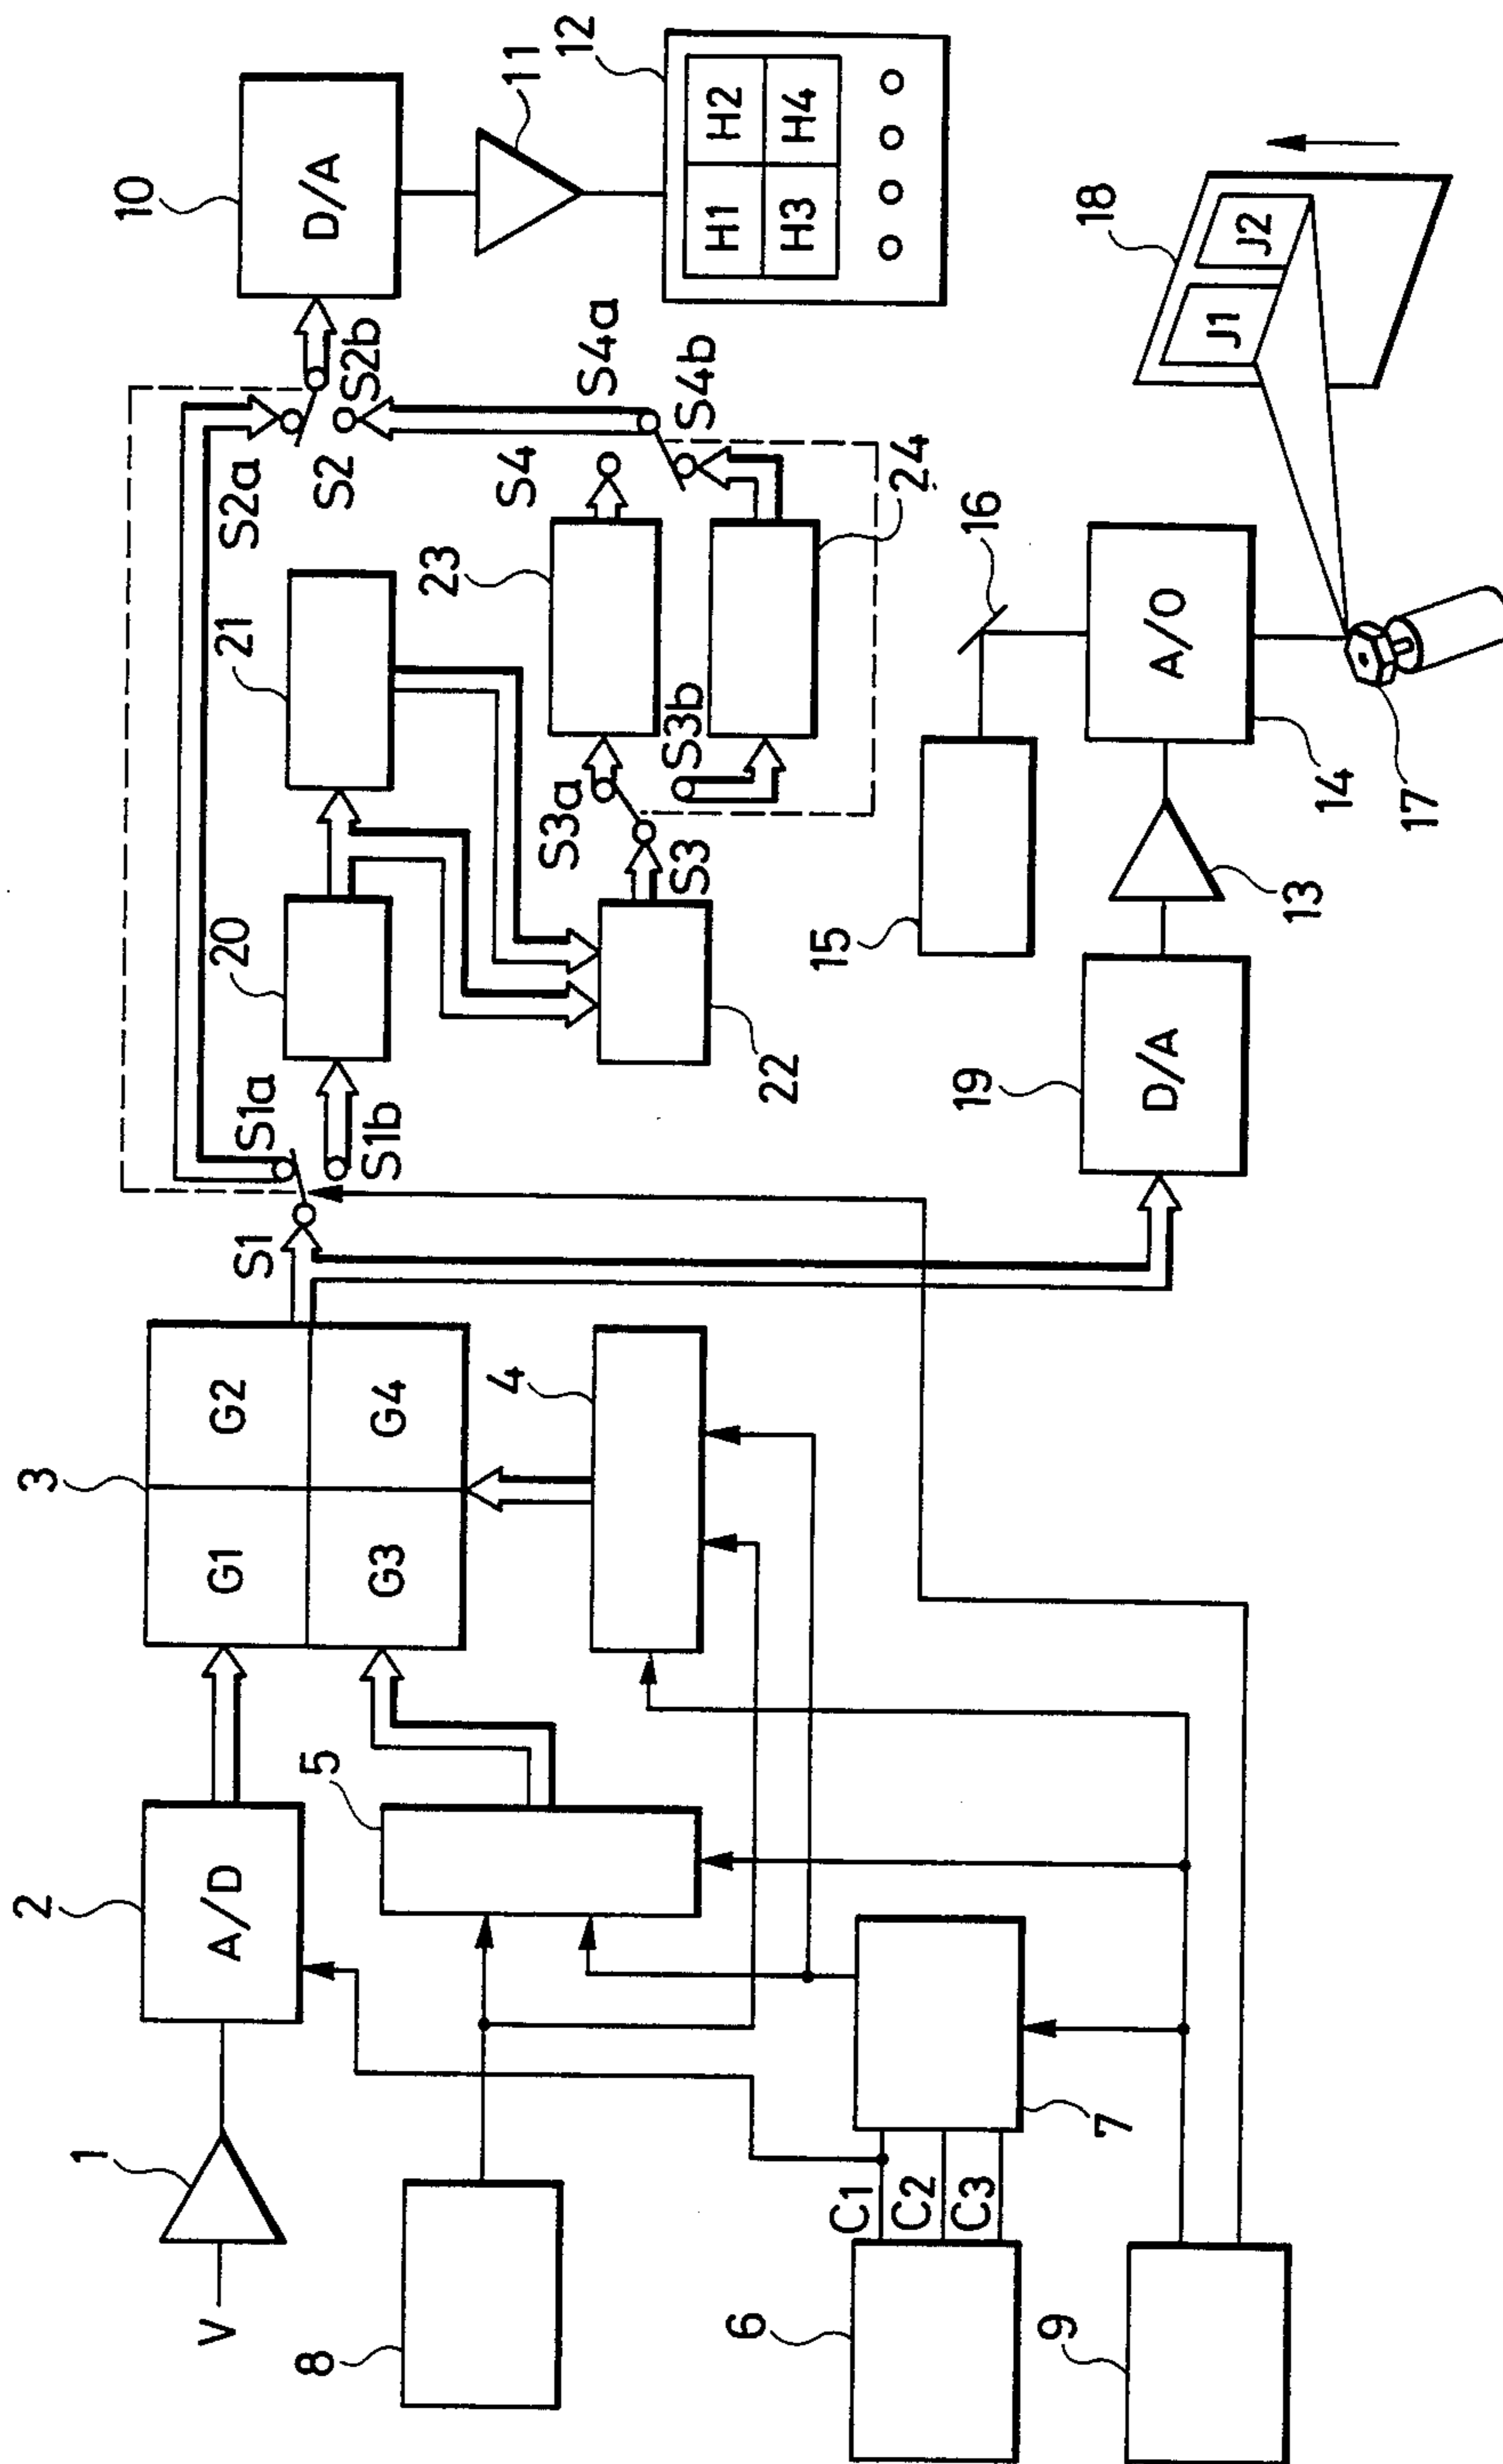 V
1
2
A/D
3
G1
G2
G3
G4
4
5
6
C1
C2
C3
7
8
9
S1
S1a
S1b
S2a
S2
S2b
20
21
22
S3
S3a
S3b
23
24
S4
S4a
S4b
10
D/A
11
12
H1
H2
H3
H4
19
D/A
13
14
A/O
15
16
17
18
J1
J2